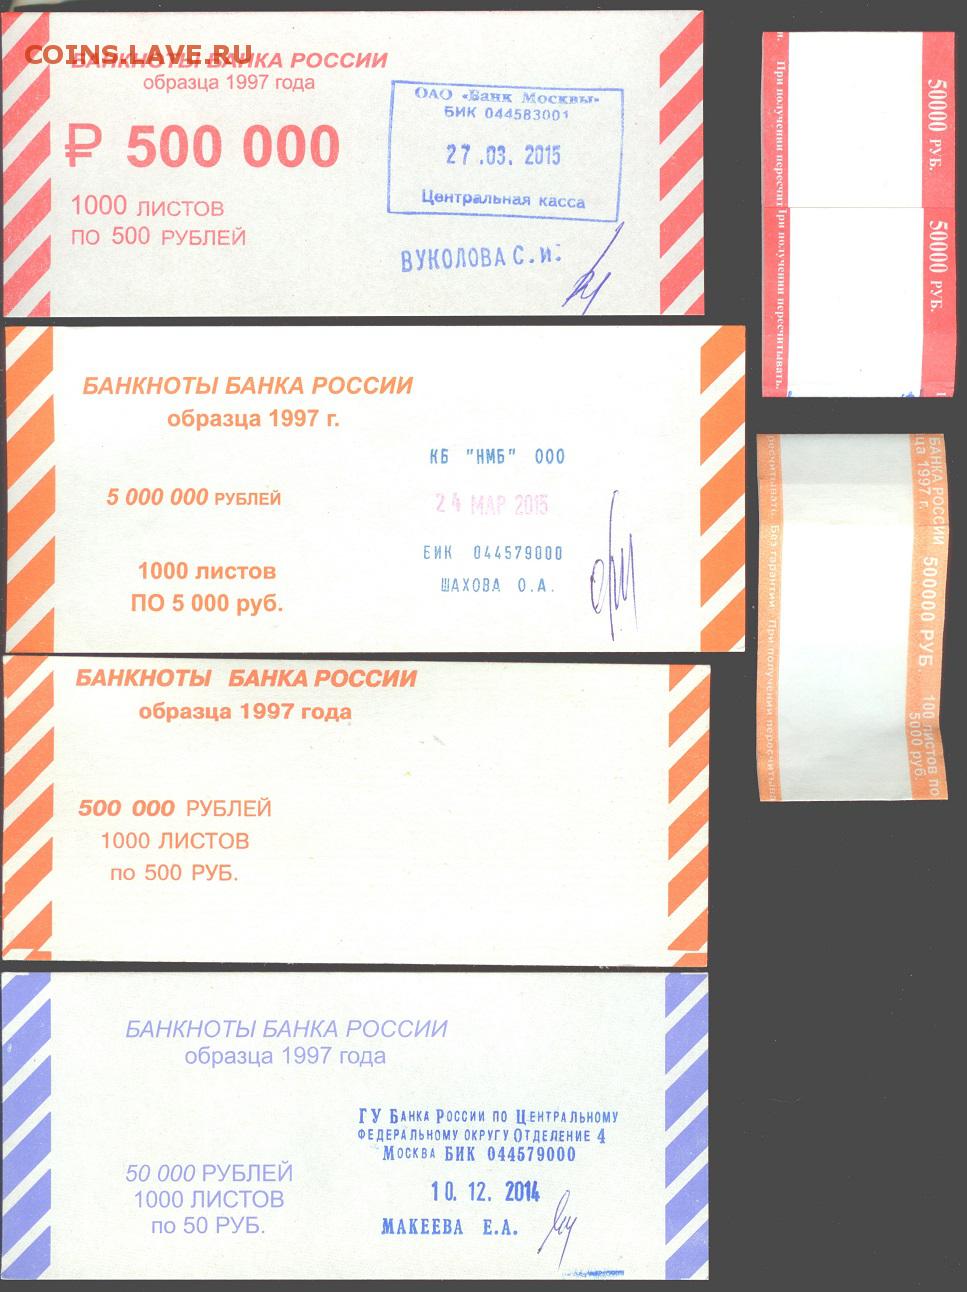 COINS.LAVE.RU
БАНКНОТЫ БАНКА РОССИИ
образца 1997 года
₽ 500 000
1000 ЛИСТОВ
ПО 500 РУБЛЕЙ
ОАО «Банк Москвы»
БИК 044583001
27.03. 2015
Центральная касса
ВУКОЛОВА С.И.
50000 РУБ.
При получении пересчит
50000 РУБ.
При получении пересчитывать.
БАНКНОТЫ БАНКА РОССИИ
образца 1997 г.
5 000 000 РУБЛЕЙ
1000 листов
ПО 5 000 руб.
КБ "НМБ" ООО
24 МАР 2015
БИК 044579000
ШАХОВА О.А.
БАНКА РОССИИ
ца 1997 г.
500000 РУБ.
100 листов по
5000 руб.
ресчитывать. Без гарантии. При получении пересчитыва
БАНКНОТЫ БАНКА РОССИИ
образца 1997 года
500 000 РУБЛЕЙ
1000 ЛИСТОВ
по 500 РУБ.
БАНКНОТЫ БАНКА РОССИИ
образца 1997 года
50 000 РУБЛЕЙ
1000 ЛИСТОВ
по 50 РУБ.
ГУ Банка России по Центральному
федеральному округу Отделение 4
Москва БИК 044579000
10. 12. 2014
МАКЕЕВА Е.А.